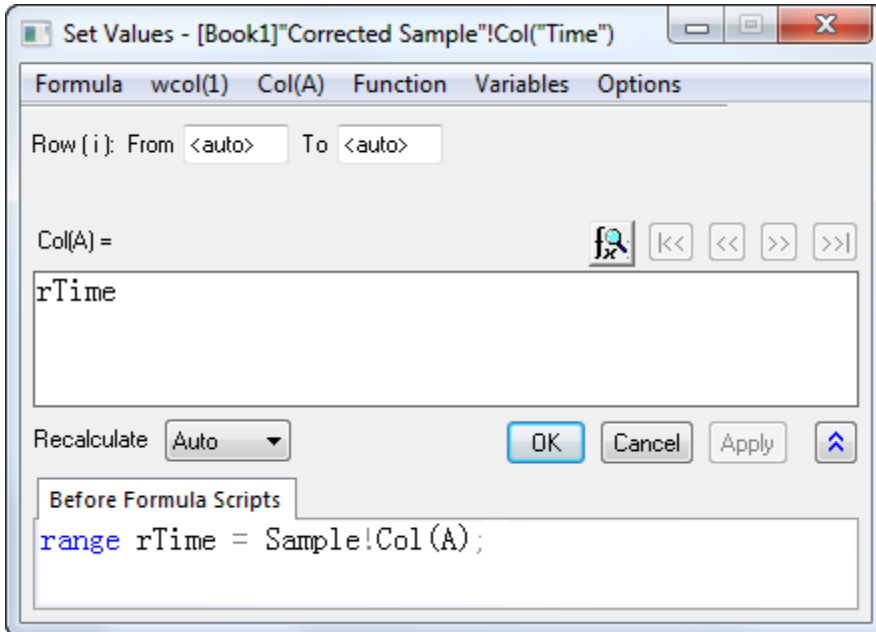 Set Values - [Book1]"Corrected Sample"!Col("Time")
Formula wcol(1) Col(A) Function Variables Options
Row ( i ): From <auto> To <auto>
Col(A) =
fx |<< << >> >>|
rTime
Recalculate Auto OK Cancel Apply
Before Formula Scripts
range rTime = Sample!Col(A);